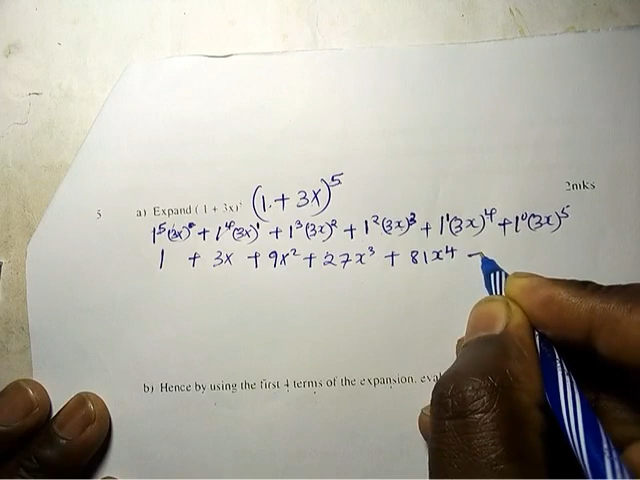 5 a) Expand ( 1 + 3x)⁵ (1 + 3x)⁵ 2mks
1⁵(3x)⁰ + 1⁴(3x)¹ + 1³(3x)² + 1²(3x)³ + 1¹(3x)⁴ + 1⁰(3x)⁵
1 + 3x + 9x² + 27x³ + 81x⁴ -
b) Hence by using the first 4 terms of the expansion,